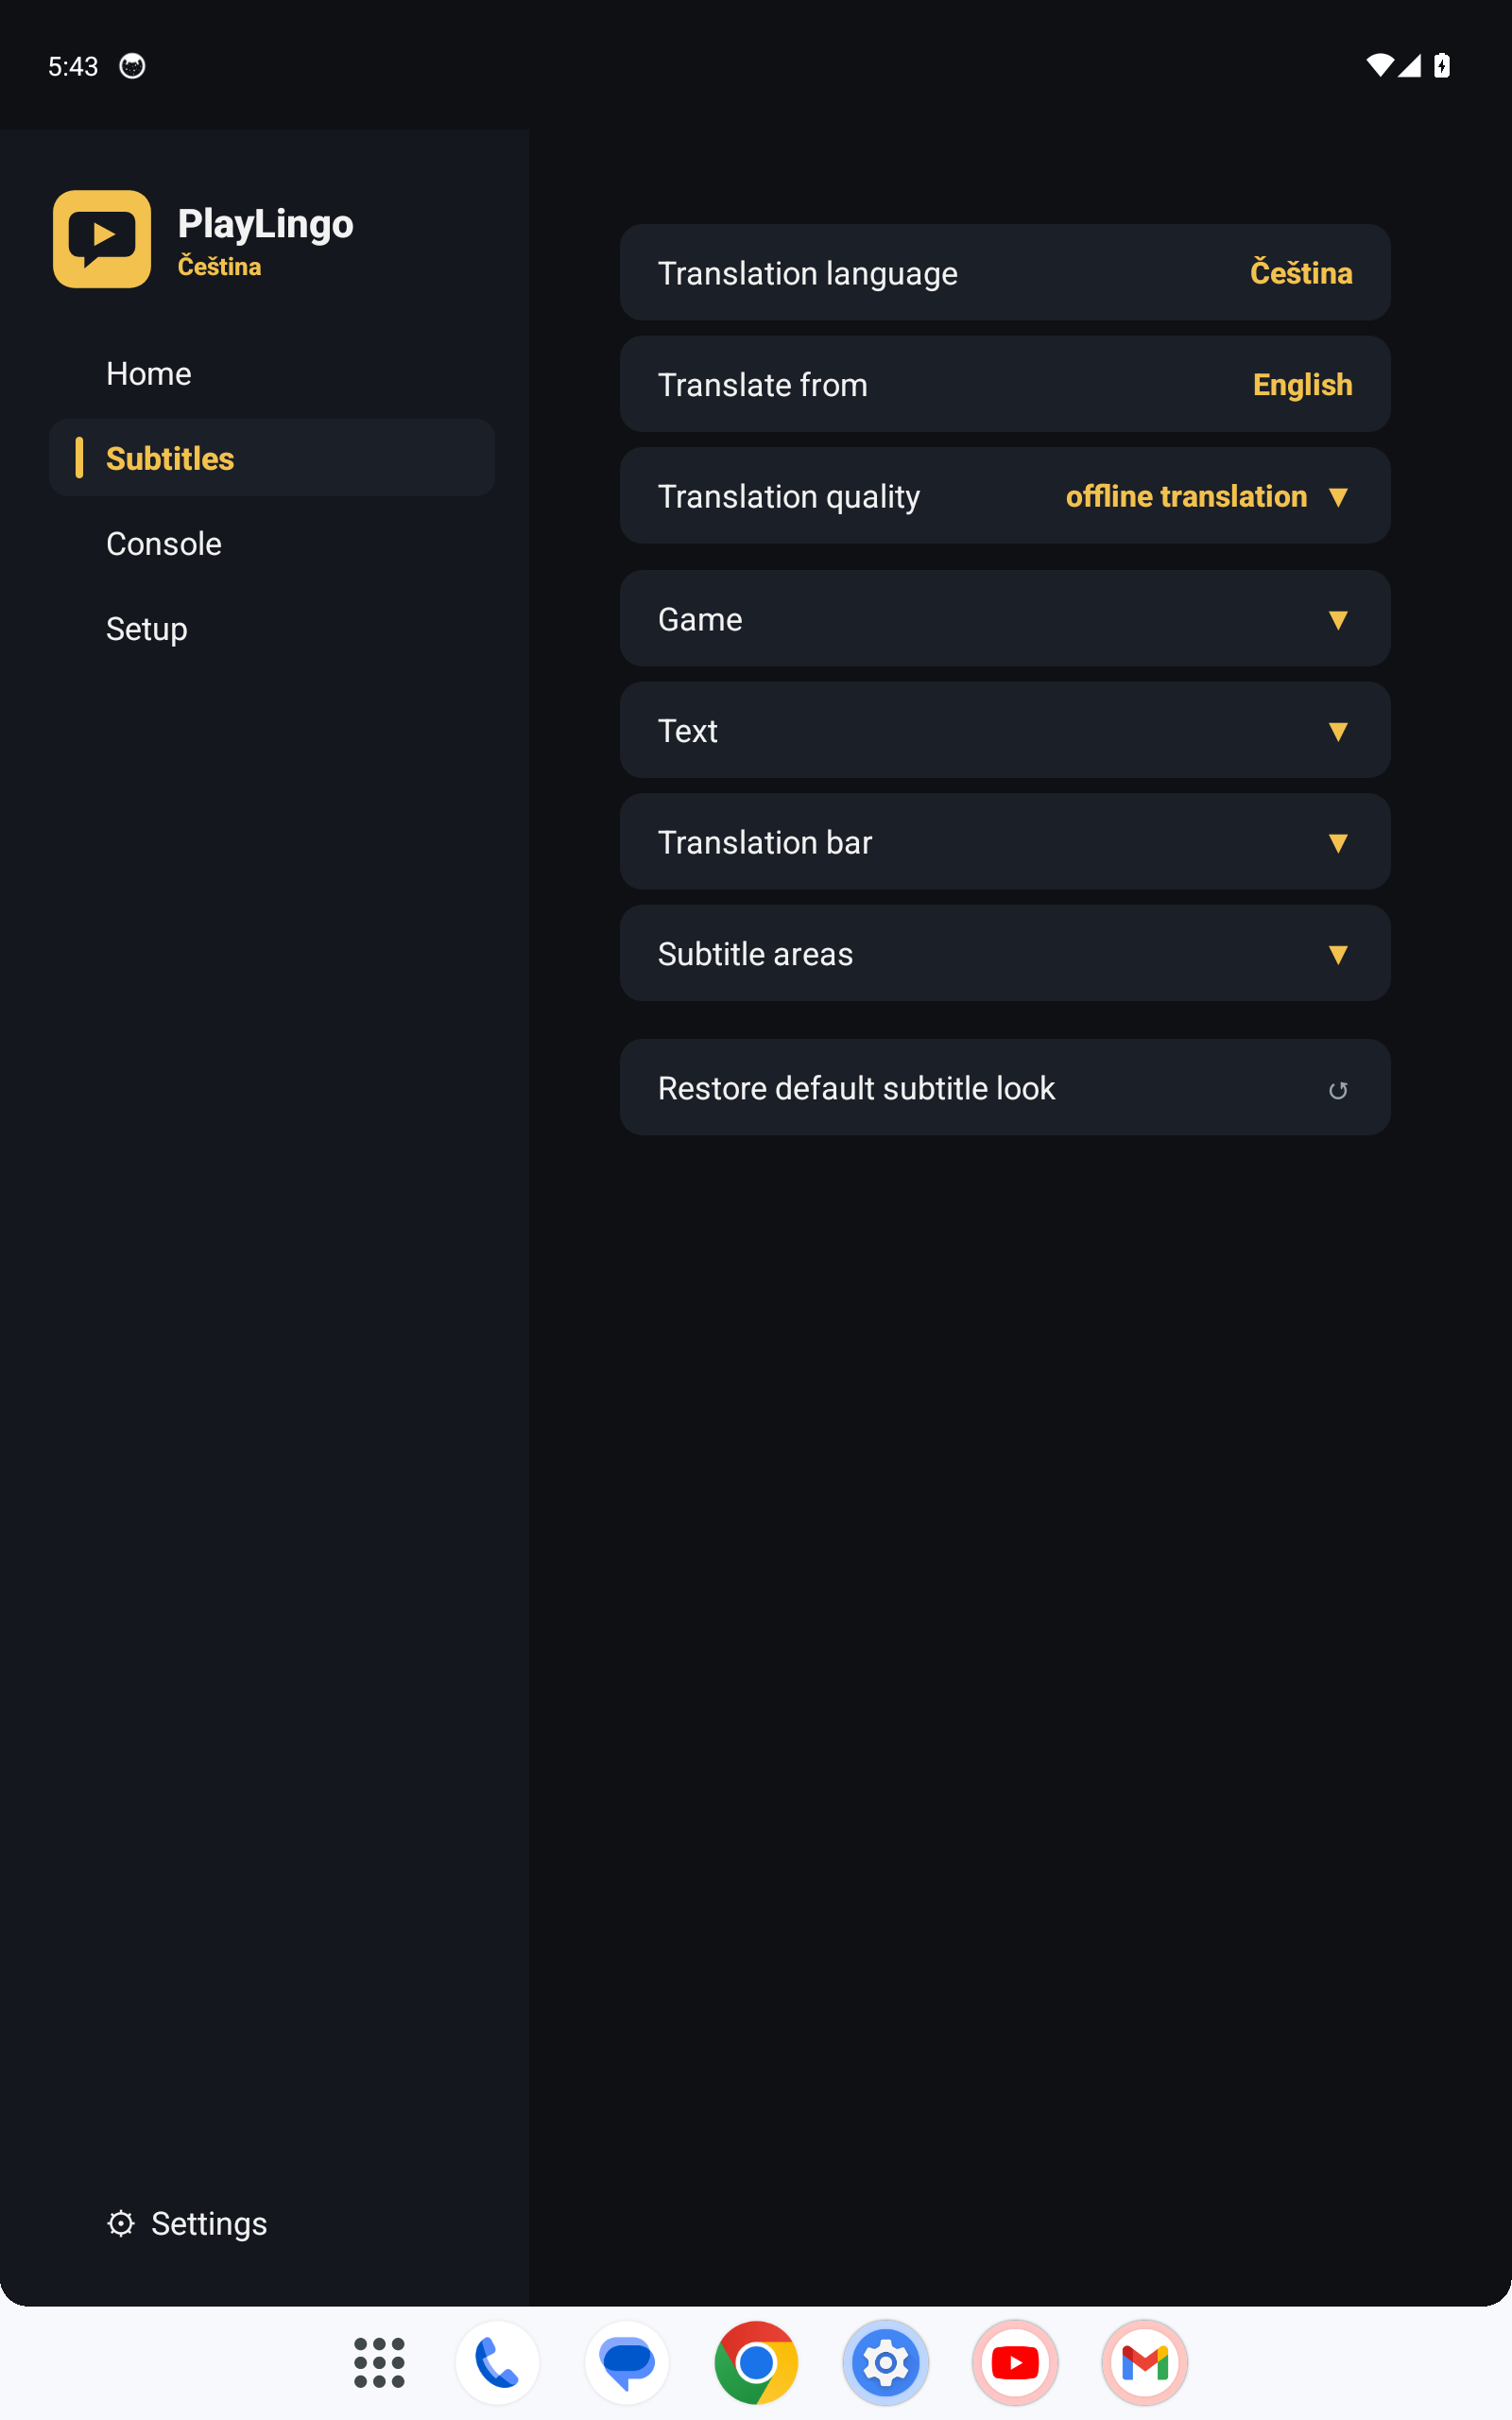 5:43
PlayLingo
Čeština
Home
Subtitles
Console
Setup
Settings
Translation language Čeština
Translate from English
Translation quality offline translation ▼
Game ▼
Text ▼
Translation bar ▼
Subtitle areas ▼
Restore default subtitle look ↺